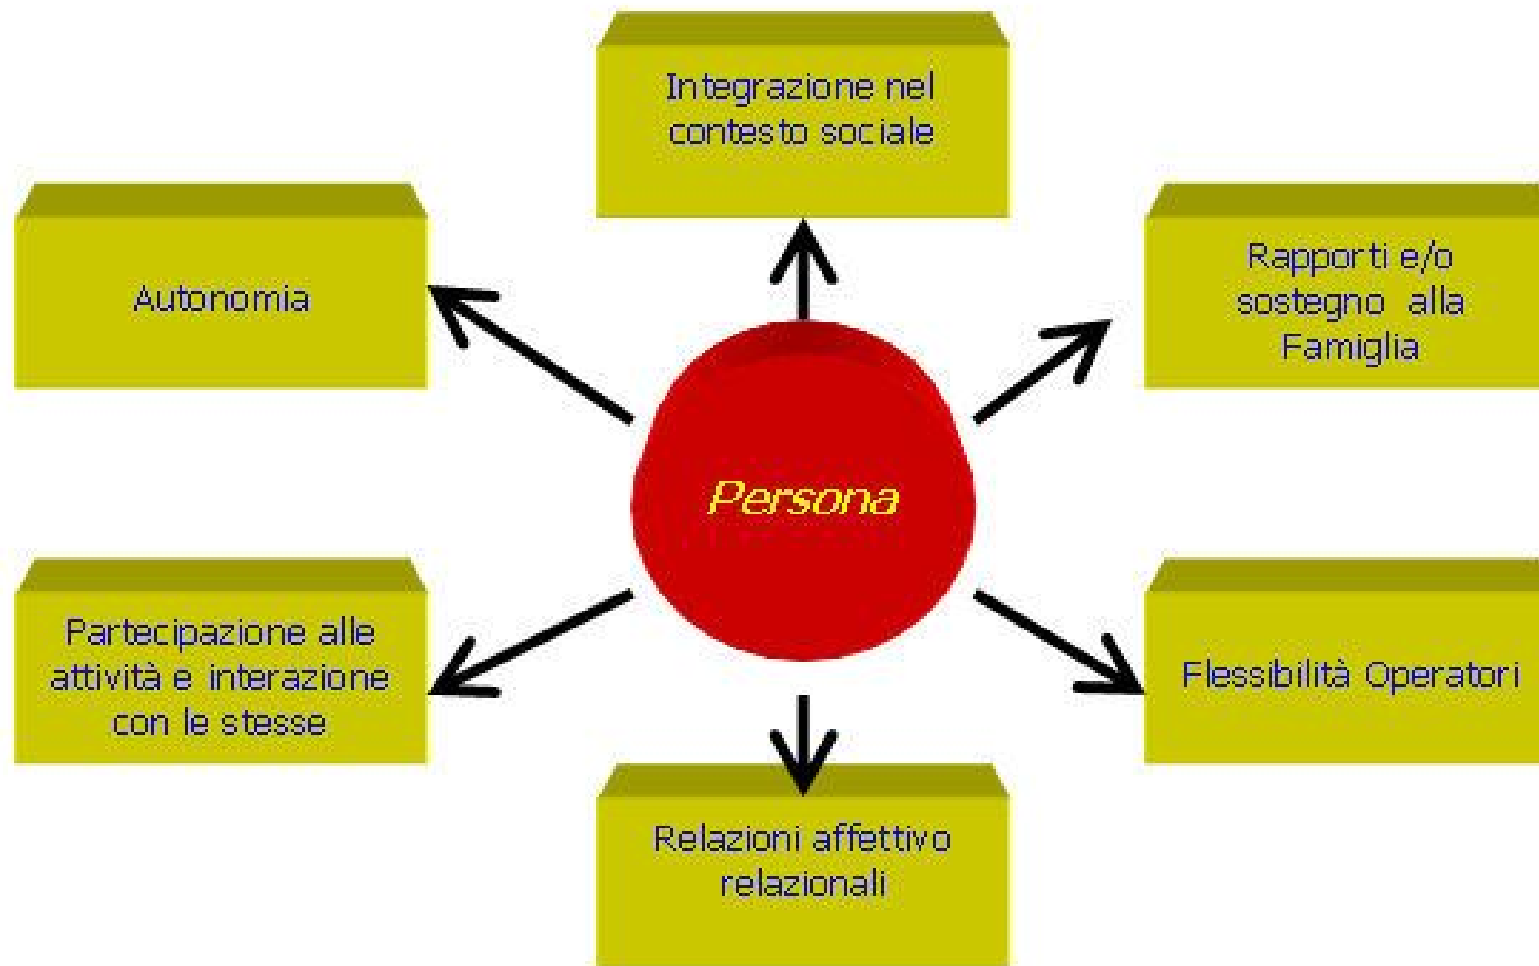 Integrazione nel
contesto sociale
Autonomia
Rapporti e/o
sostegno alla
Famiglia
Persona
Partecipazione alle
attività e interazione
con le stesse
Flessibilità Operatori
Relazioni affettivo
relazionali